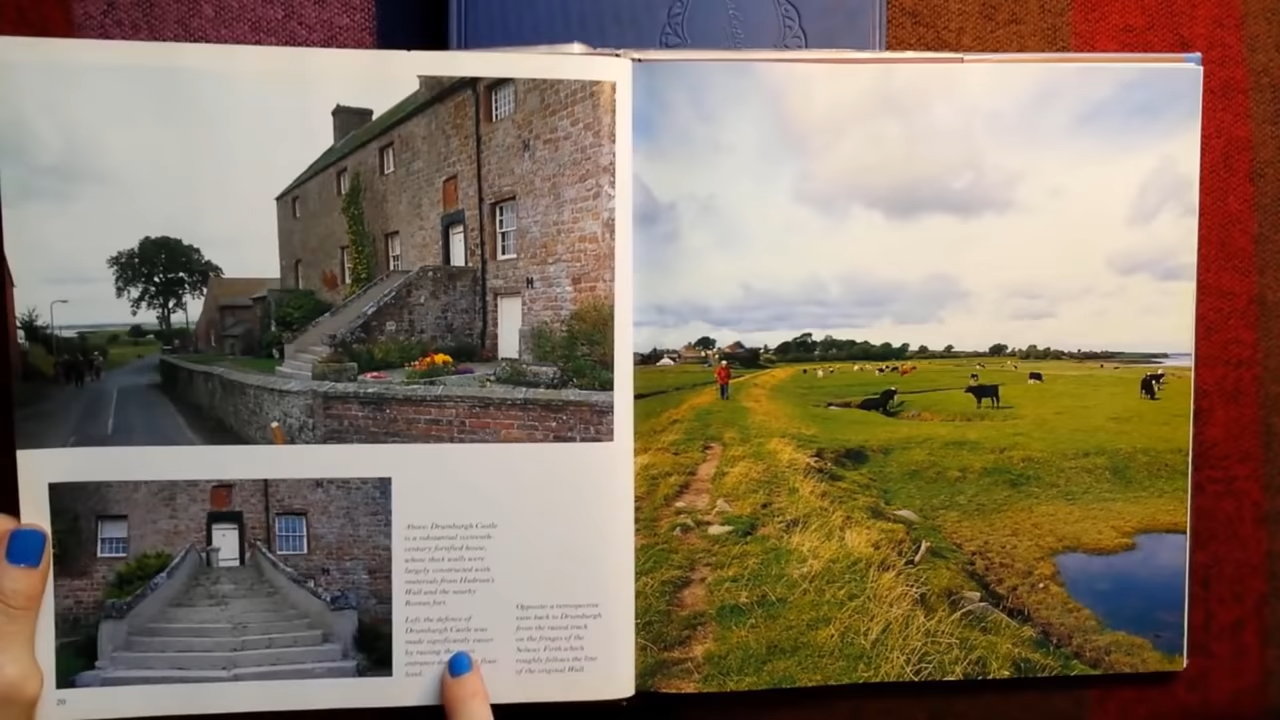 Above: Drumburgh Castle
is a substantial sixteenth-
century fortified house,
whose thick walls were
largely constructed with
materials from Hadrian's
Wall and the nearby
Roman fort.
Left: the defence of
Drumburgh Castle was
made significantly easier
by raising the main
entrance floor
level.
Opposite: a retrospective
view back to Drumburgh
from the raised track
on the fringes of the
Solway Firth which
roughly follows the line
of the original Wall.
20